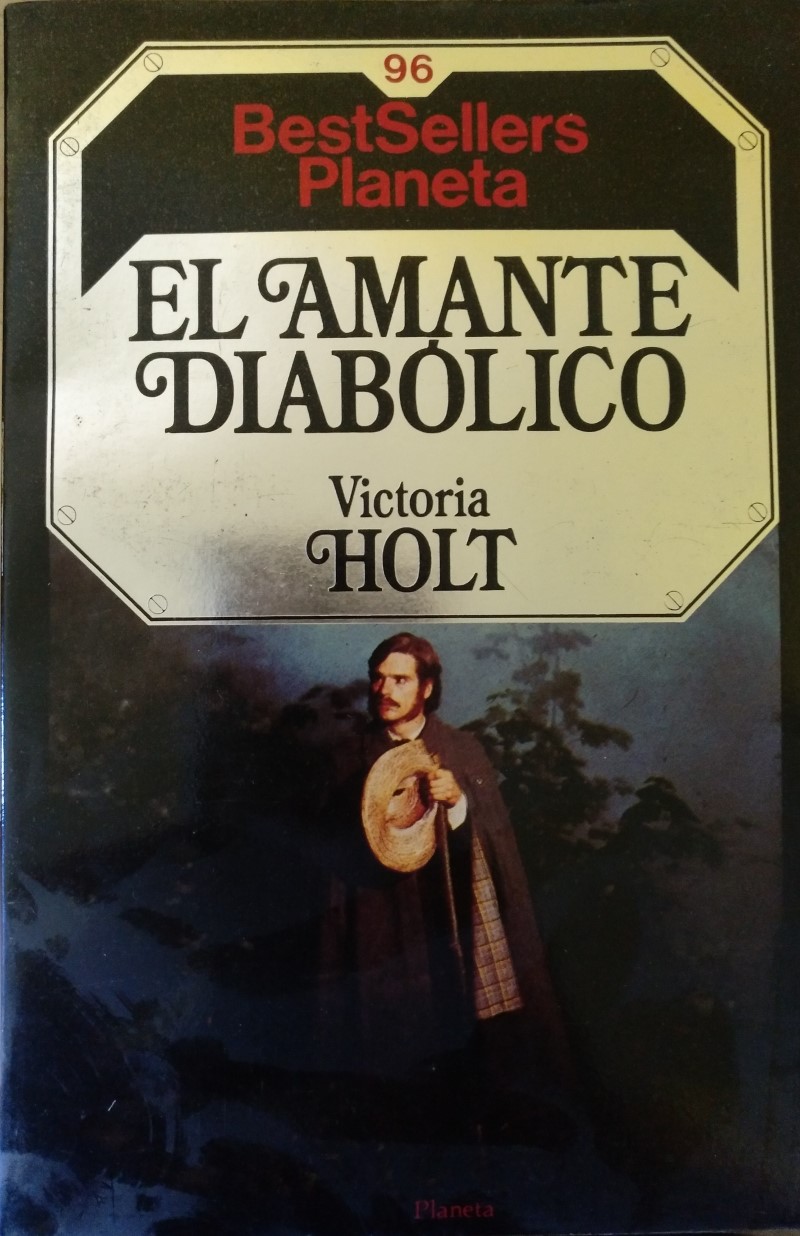 96
BestSellers
Planeta
EL AMANTE
DIABÓLICO
Victoria
HOLT
Planeta